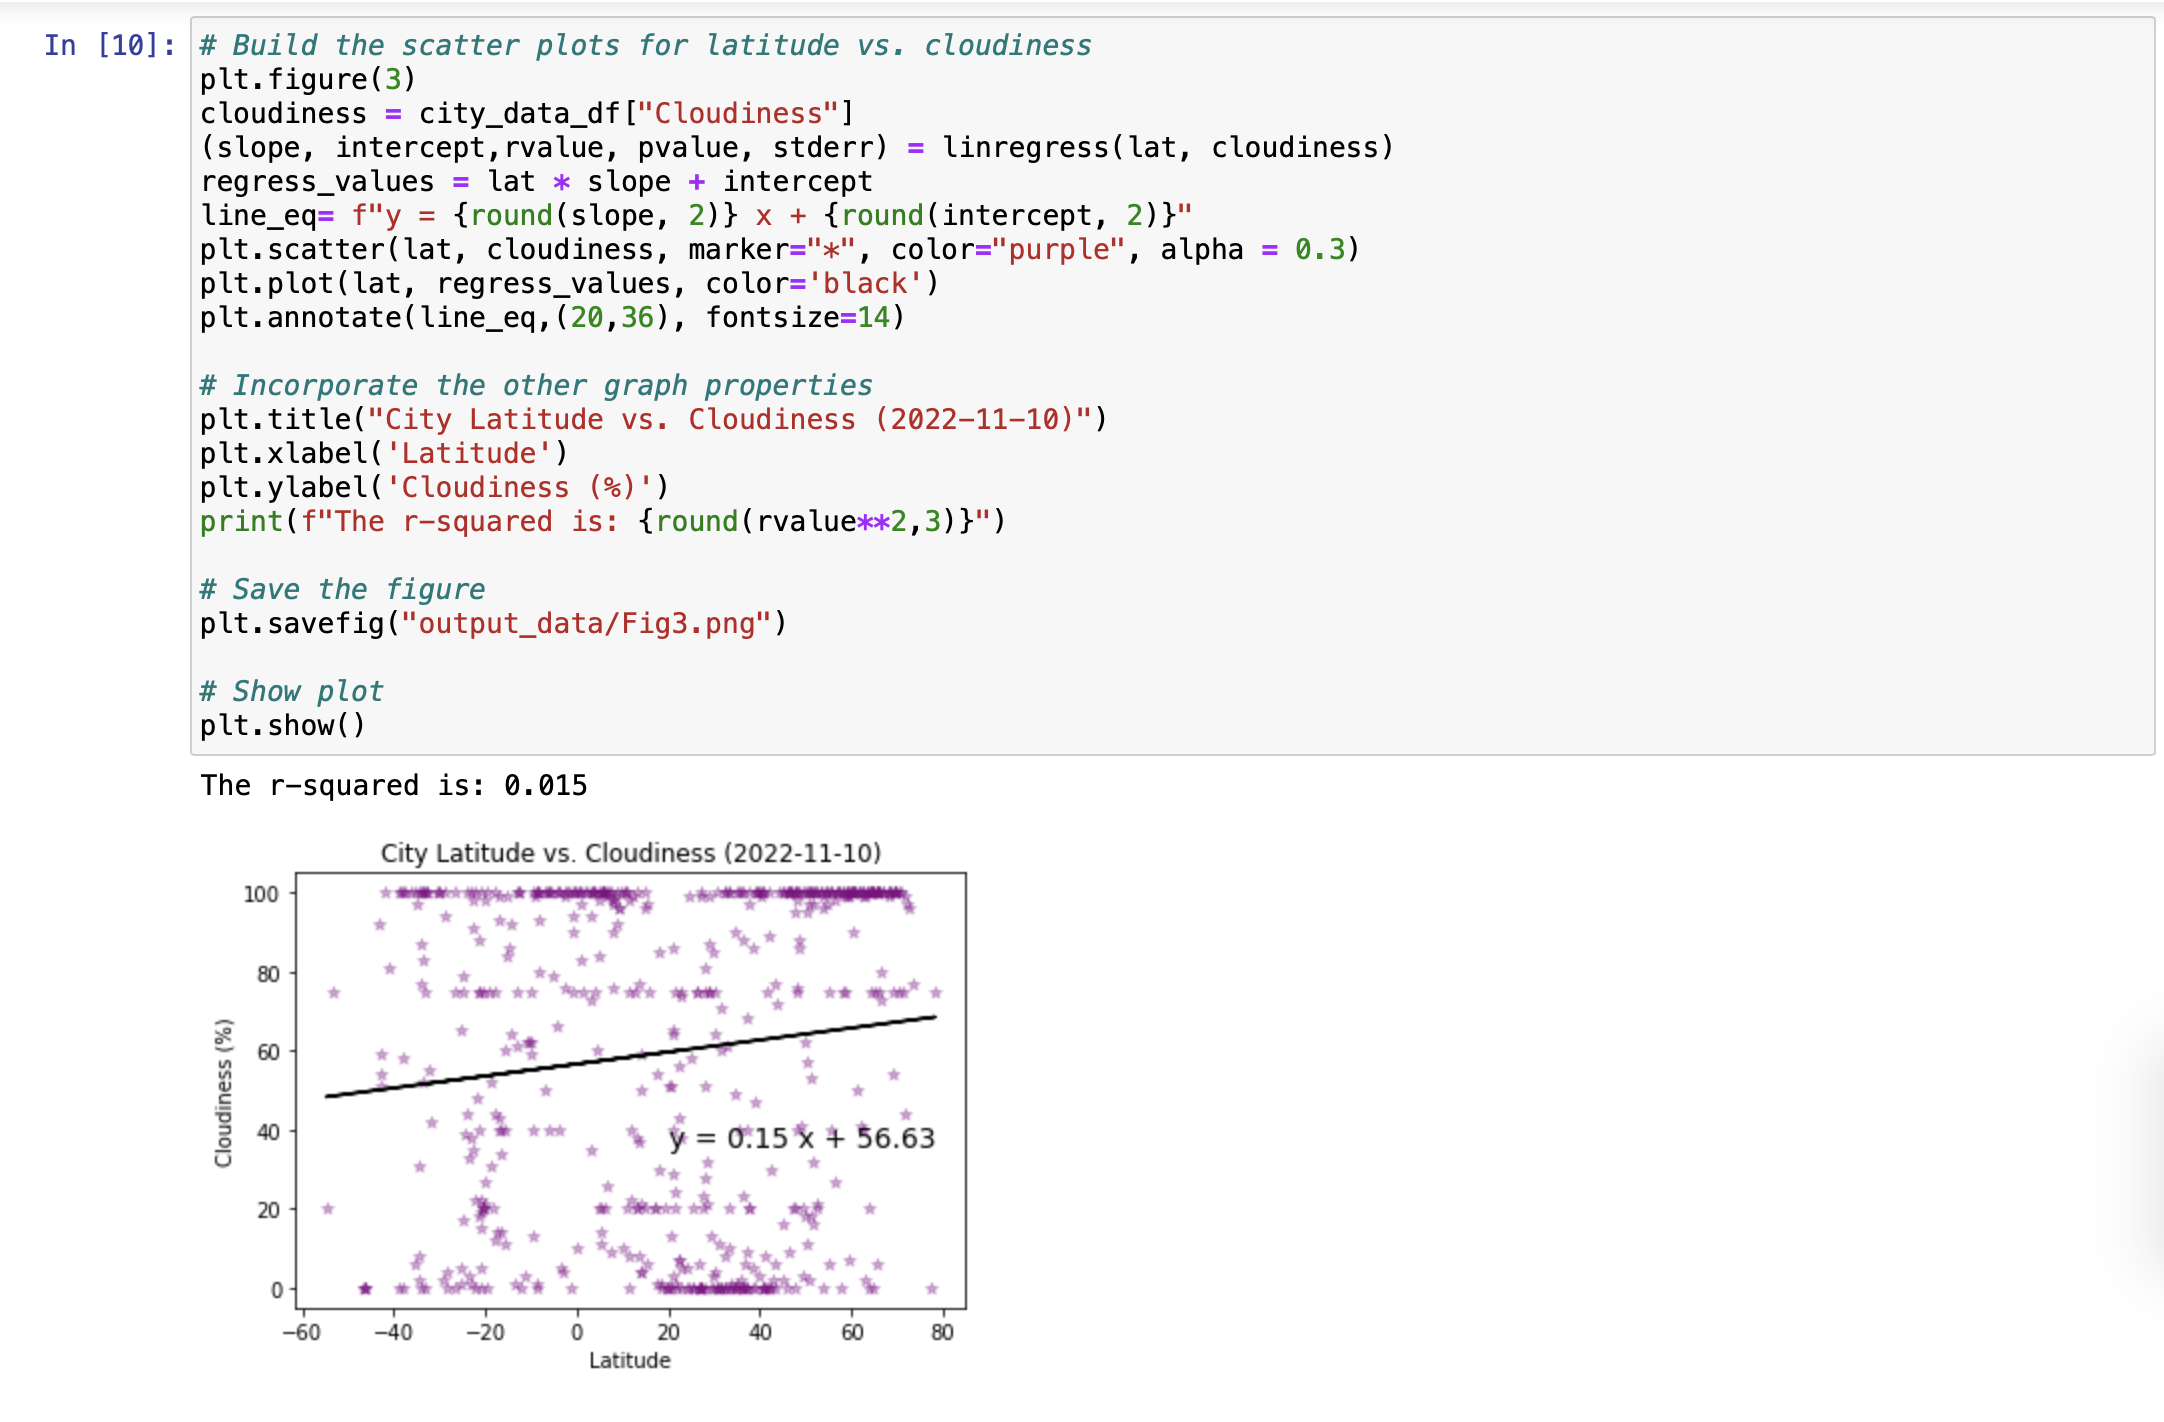 In [10]:
# Build the scatter plots for latitude vs. cloudiness
plt.figure(3)
cloudiness = city_data_df["Cloudiness"]
(slope, intercept,rvalue, pvalue, stderr) = linregress(lat, cloudiness)
regress_values = lat * slope + intercept
line_eq= f"y = {round(slope, 2)} x + {round(intercept, 2)}"
plt.scatter(lat, cloudiness, marker="*", color="purple", alpha = 0.3)
plt.plot(lat, regress_values, color='black')
plt.annotate(line_eq,(20,36), fontsize=14)
# Incorporate the other graph properties
plt.title("City Latitude vs. Cloudiness (2022-11-10)")
plt.xlabel('Latitude')
plt.ylabel('Cloudiness (%)')
print(f"The r-squared is: {round(rvalue**2,3)}")
# Save the figure
plt.savefig("output_data/Fig3.png")
# Show plot
plt.show()
The r-squared is: 0.015
City Latitude vs. Cloudiness (2022-11-10)
100
80
60
40
20
0
Cloudiness (%)
y = 0.15 x + 56.63
−60 −40 −20 0 20 40 60 80
Latitude